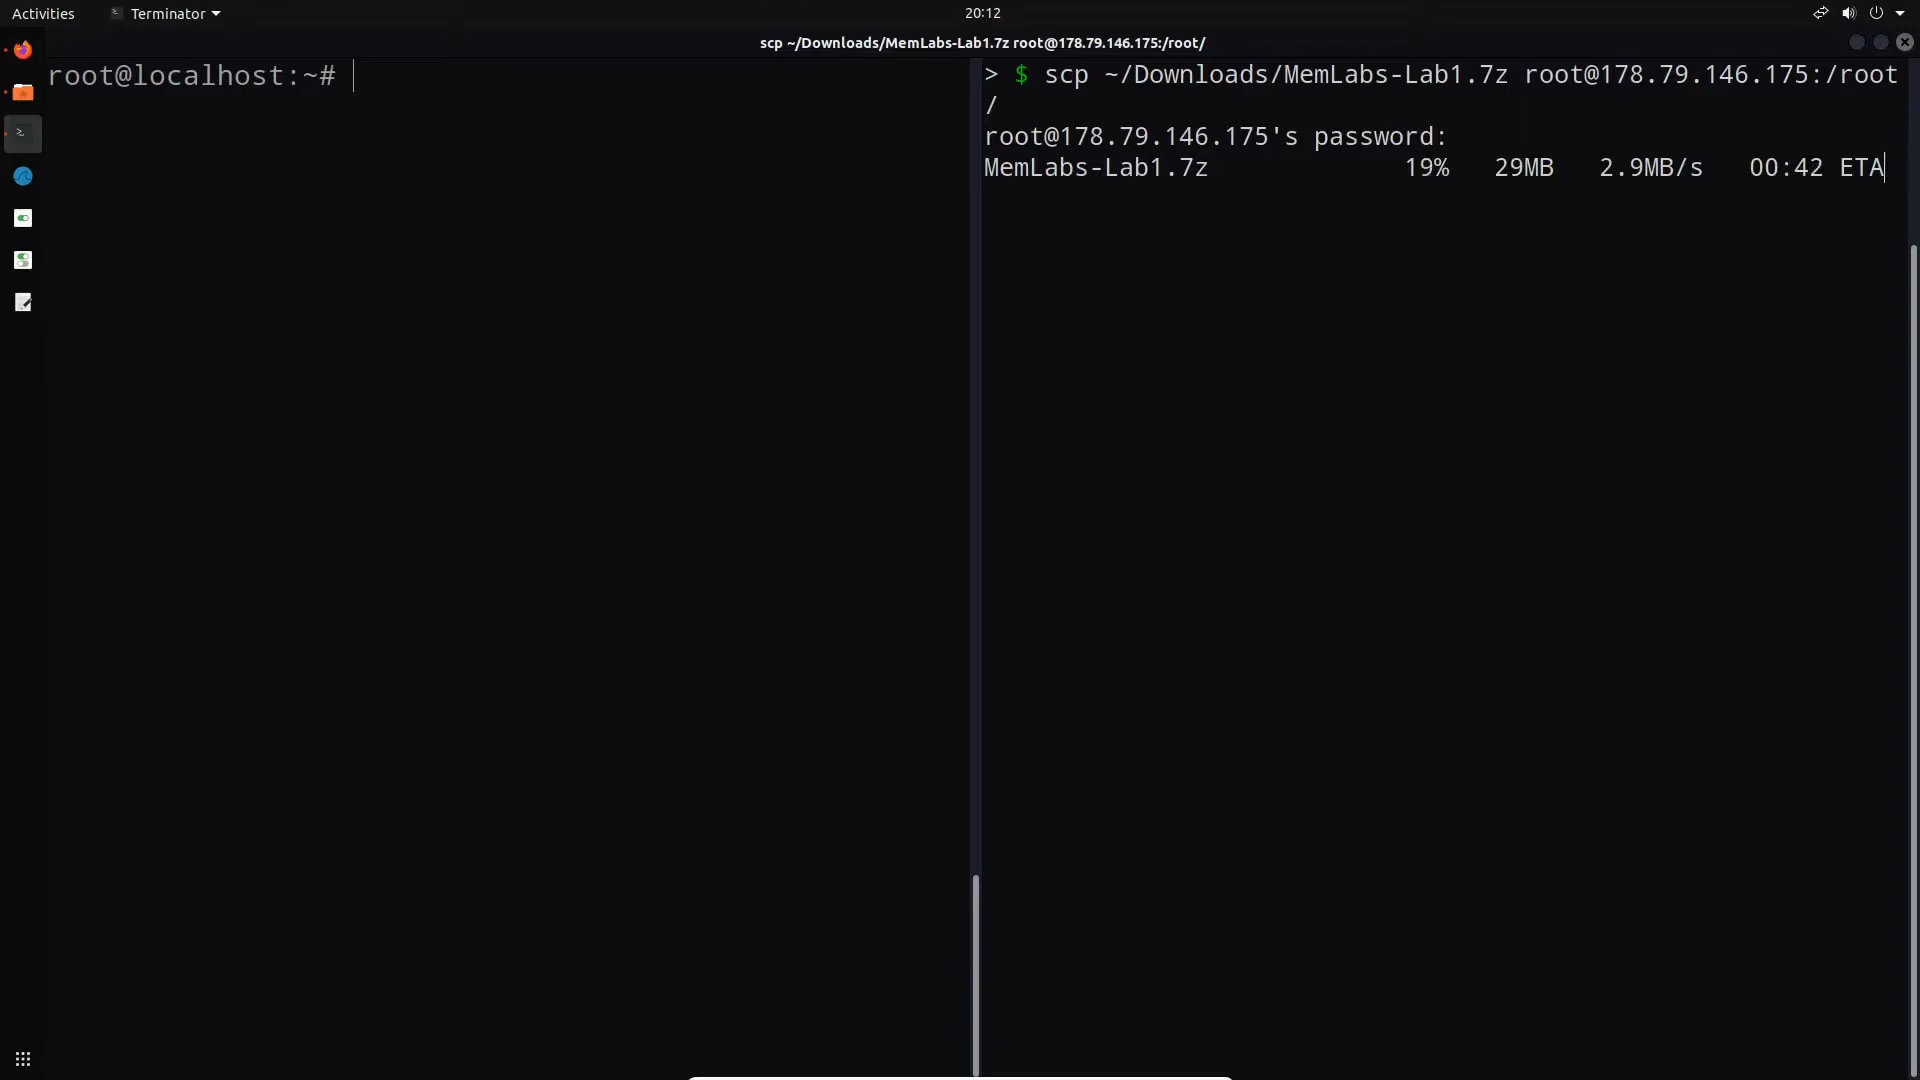 Activities
Terminator
20:12
scp ~/Downloads/MemLabs-Lab1.7z root@178.79.146.175:/root/
root@localhost:~#
> $ scp ~/Downloads/MemLabs-Lab1.7z root@178.79.146.175:/root
/
root@178.79.146.175's password:
MemLabs-Lab1.7z 19% 29MB 2.9MB/s 00:42 ETA